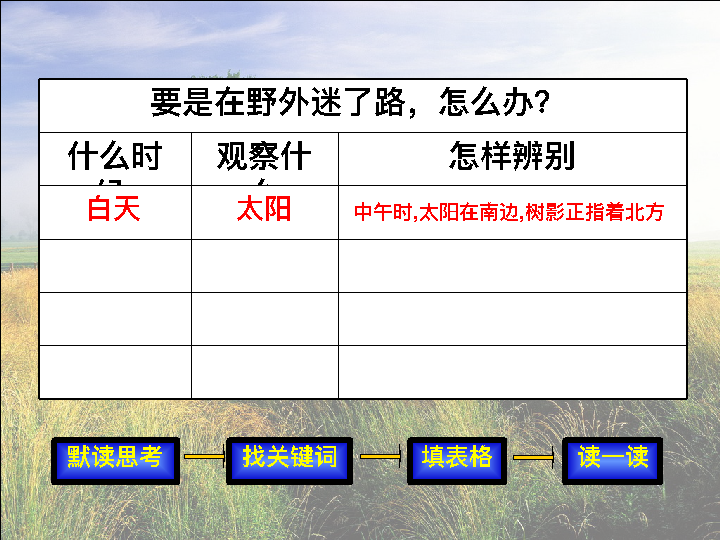 要是在野外迷了路，怎么办?
什么时 观察什 怎样辨别
白天 太阳 中午时,太阳在南边,树影正指着北方
默读思考 找关键词 填表格 读一读